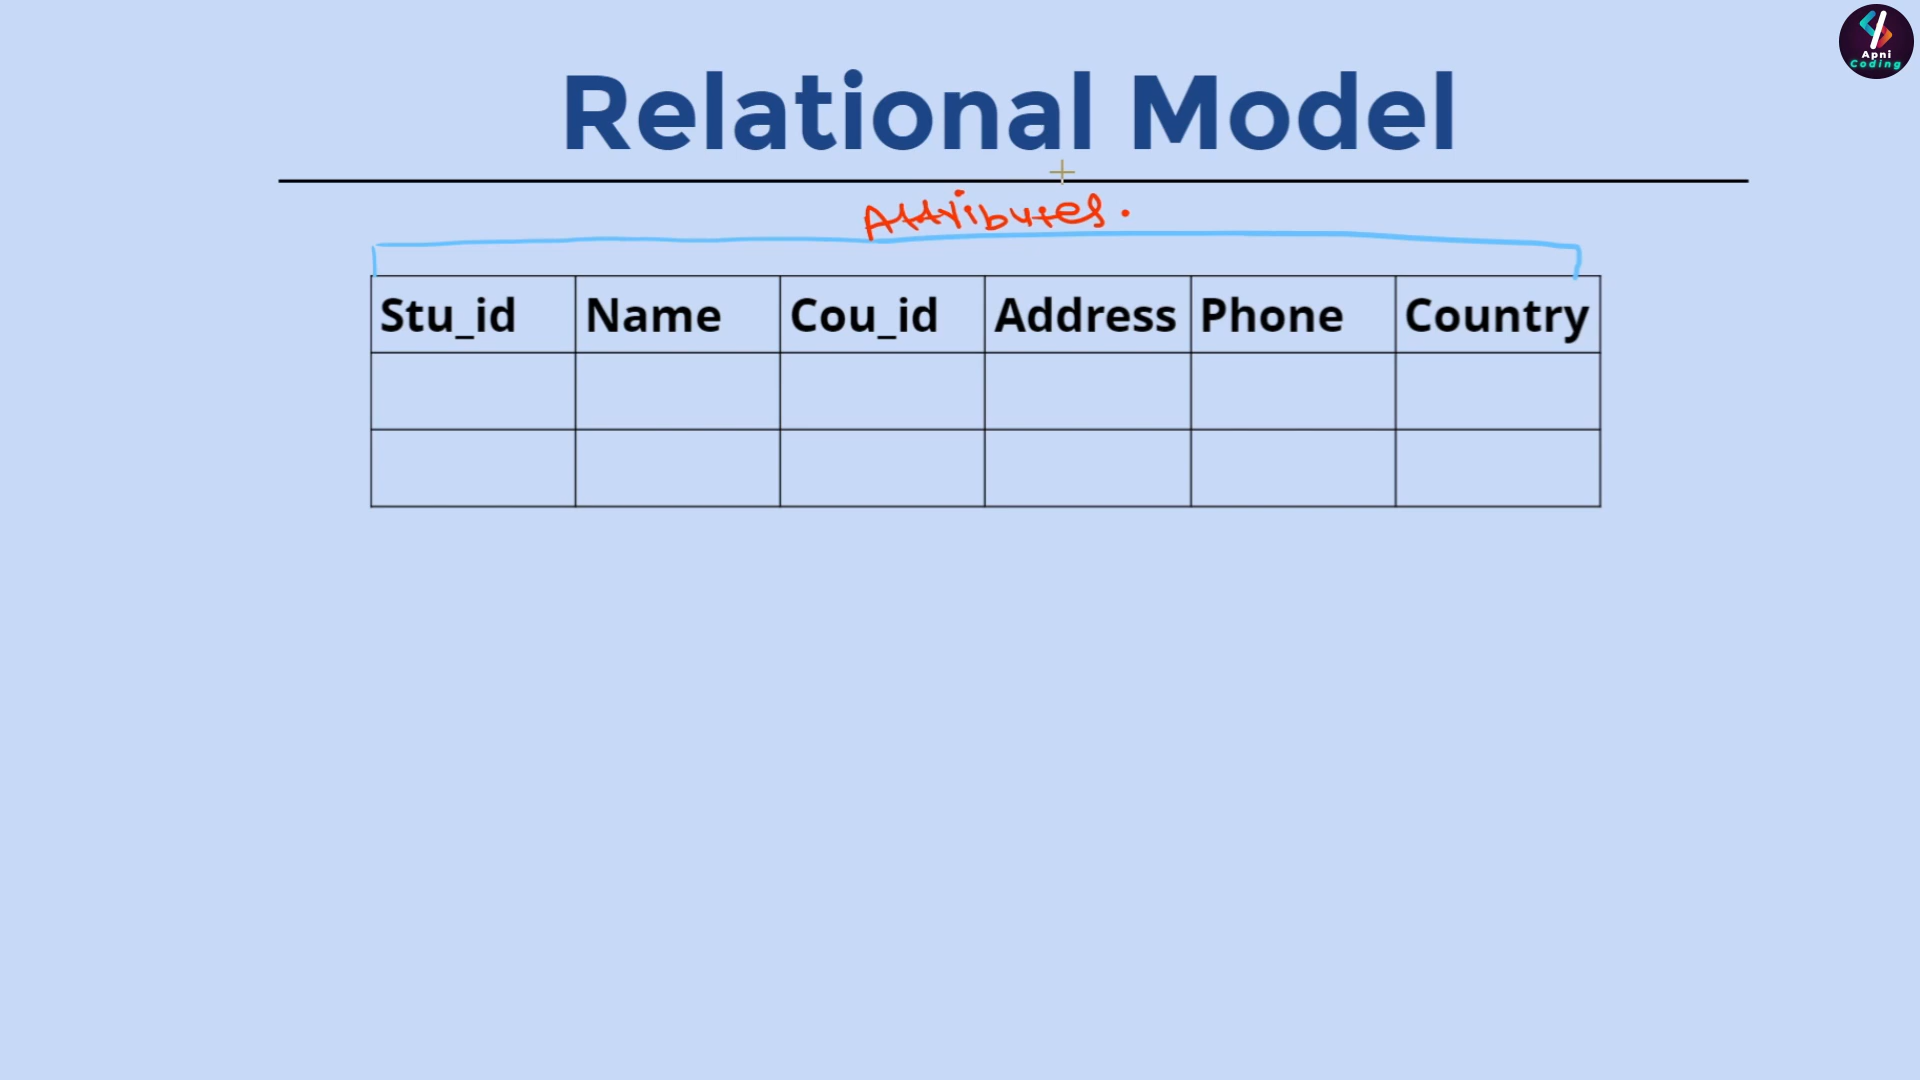 Apni
Coding
Relational Model
Attributes.
Stu_id Name Cou_id Address Phone Country